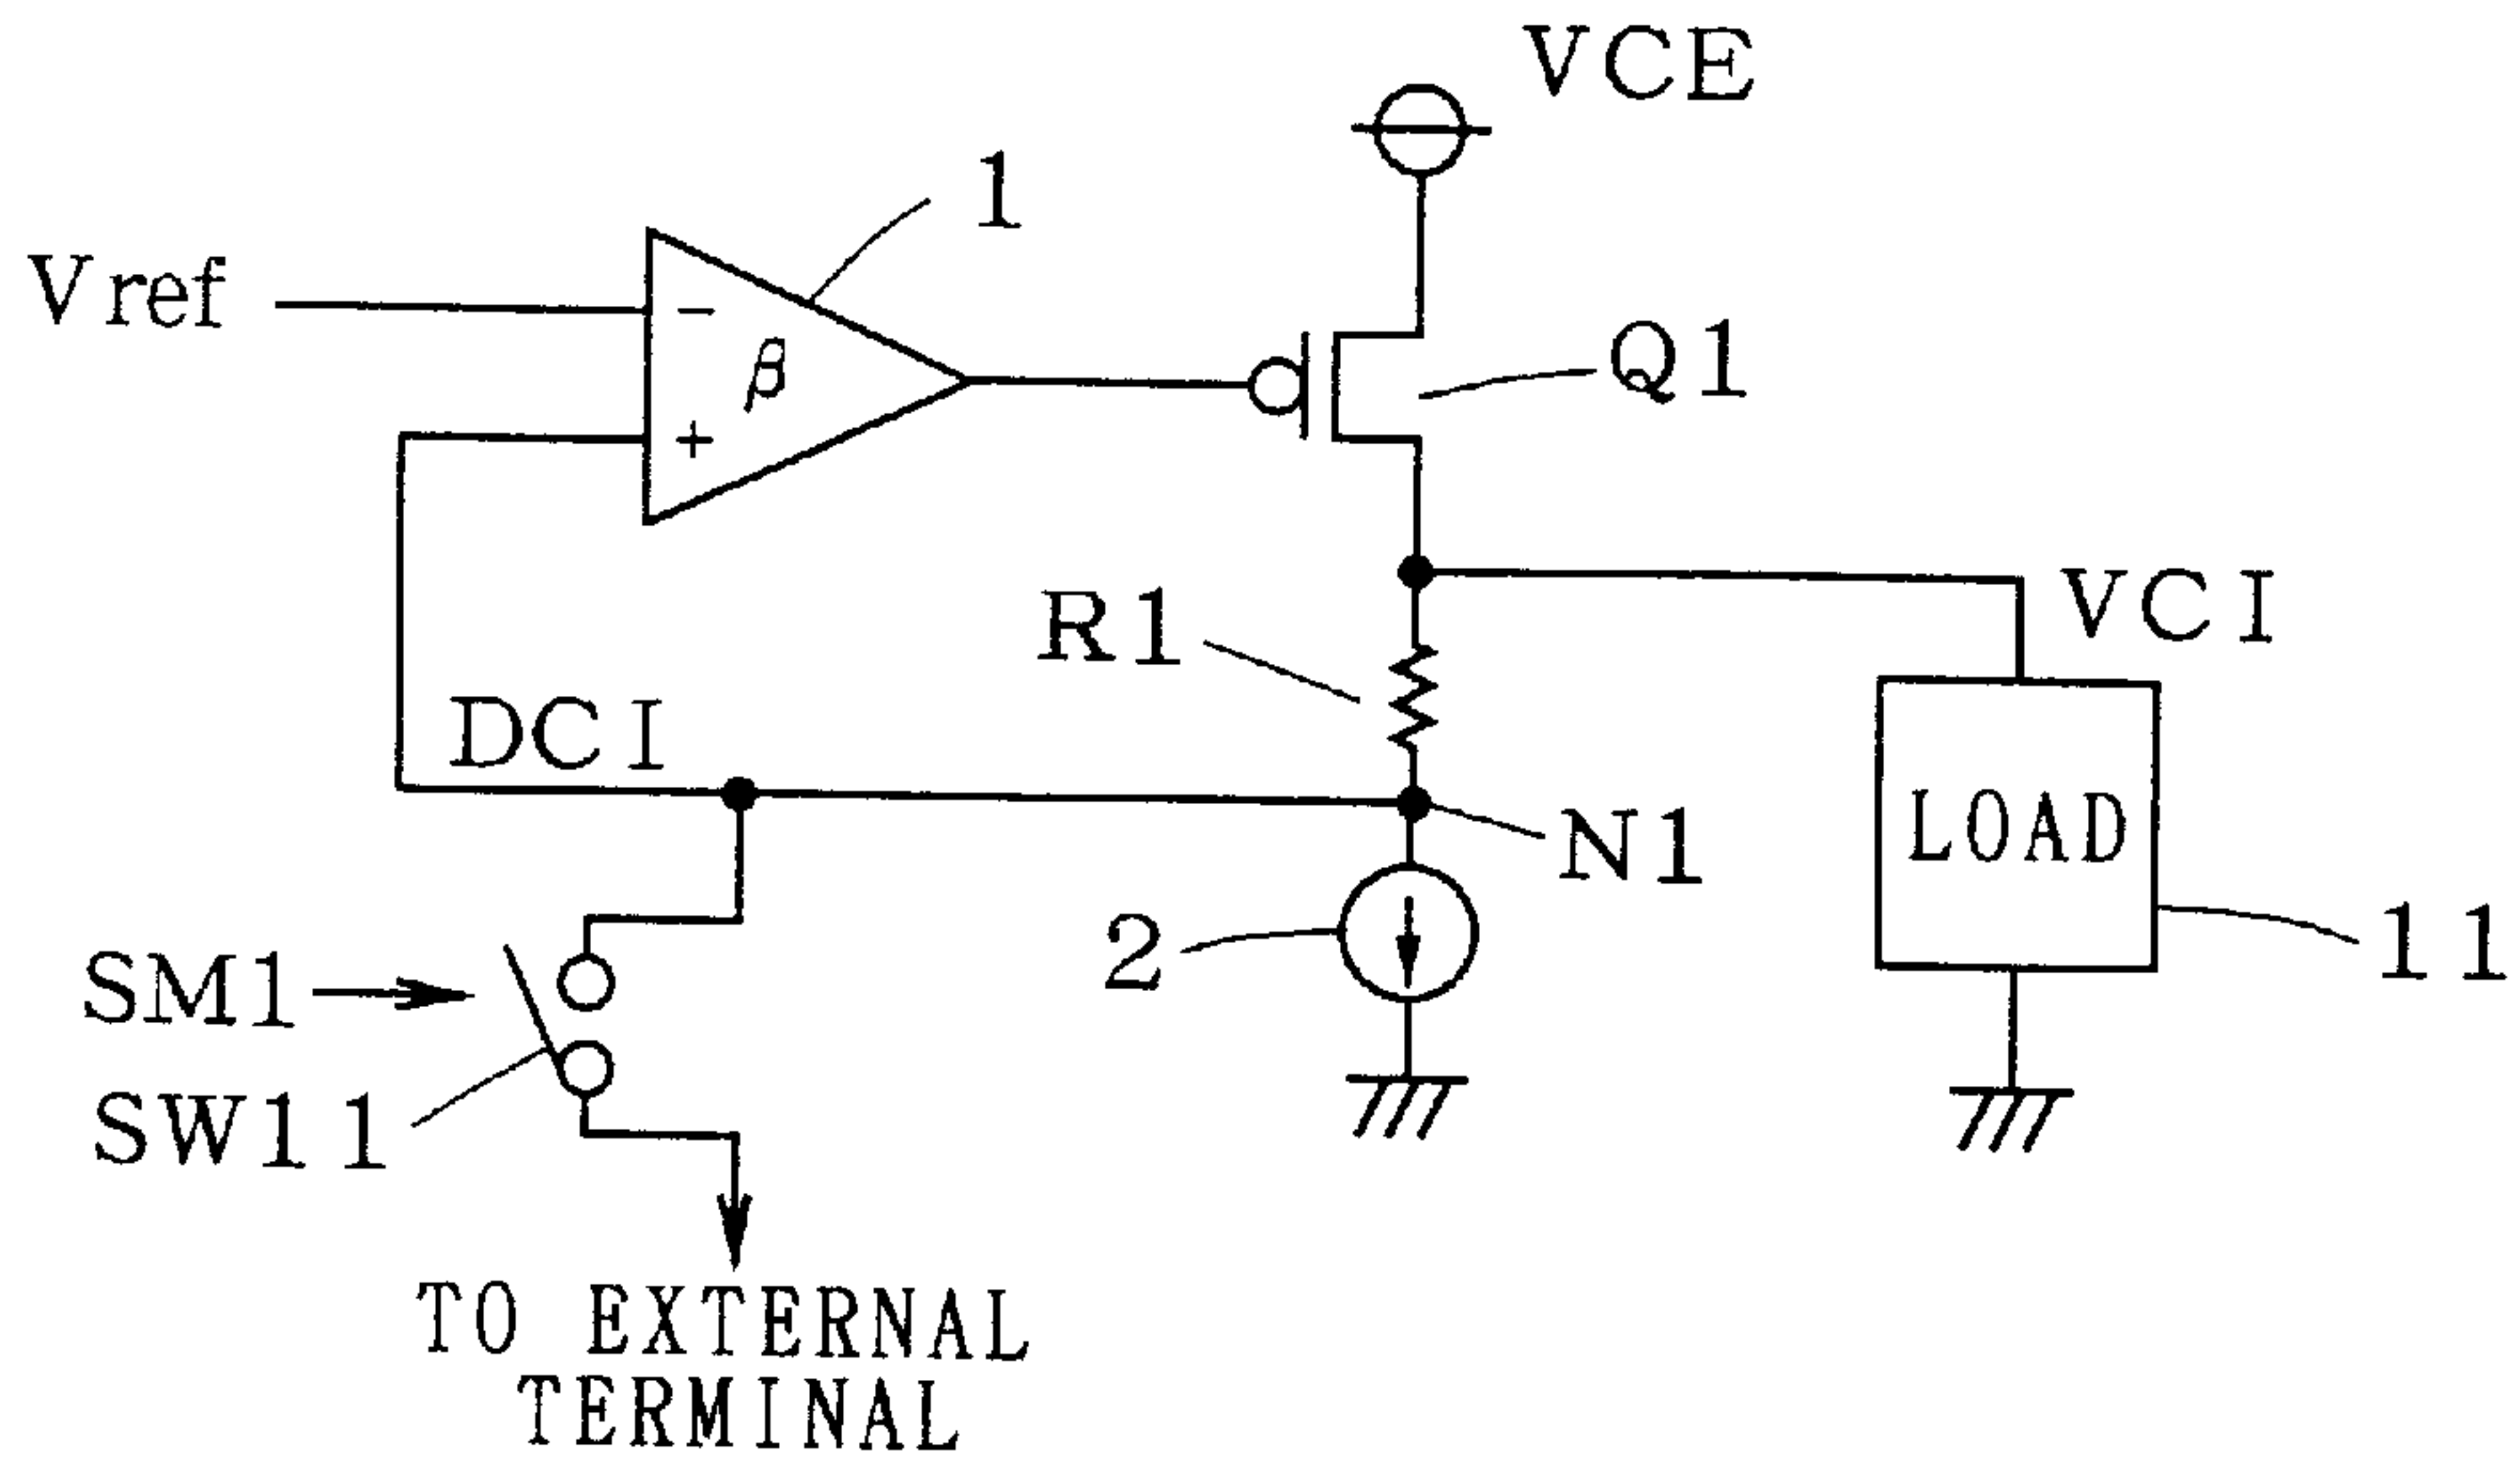 VCE
1
Vref
-
β
+
Q1
R1
VCI
DCI
LOAD
N1
2
11
SM1
SW11
TO EXTERNAL
TERMINAL